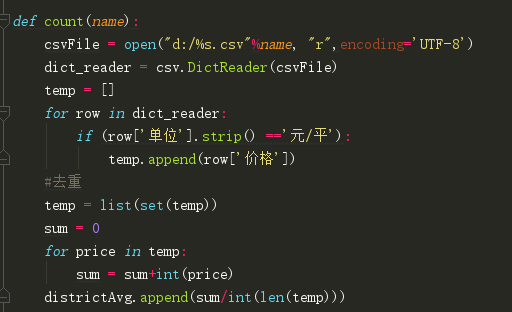 def count(name):
    csvFile = open("d:/%s.csv"%name, "r",encoding='UTF-8')
    dict_reader = csv.DictReader(csvFile)
    temp = []
    for row in dict_reader:
        if (row['单位'].strip() =='元/平'):
            temp.append(row['价格'])
    #去重
    temp = list(set(temp))
    sum = 0
    for price in temp:
        sum = sum+int(price)
    districtAvg.append(sum/int(len(temp)))